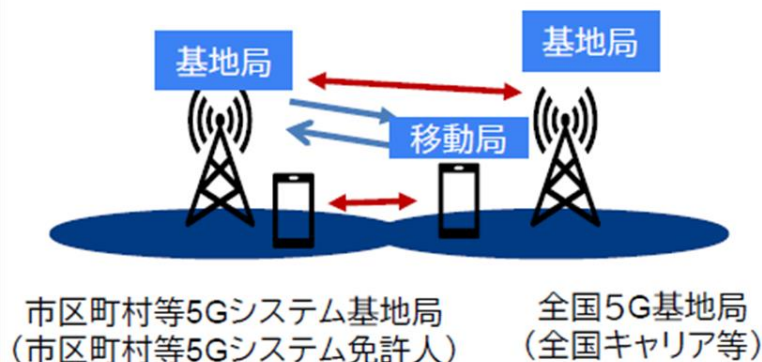 基地局
基地局
移動局
市区町村等5Gシステム基地局
(市区町村等5Gシステム免許人)
全国5G基地局
(全国キャリア等)